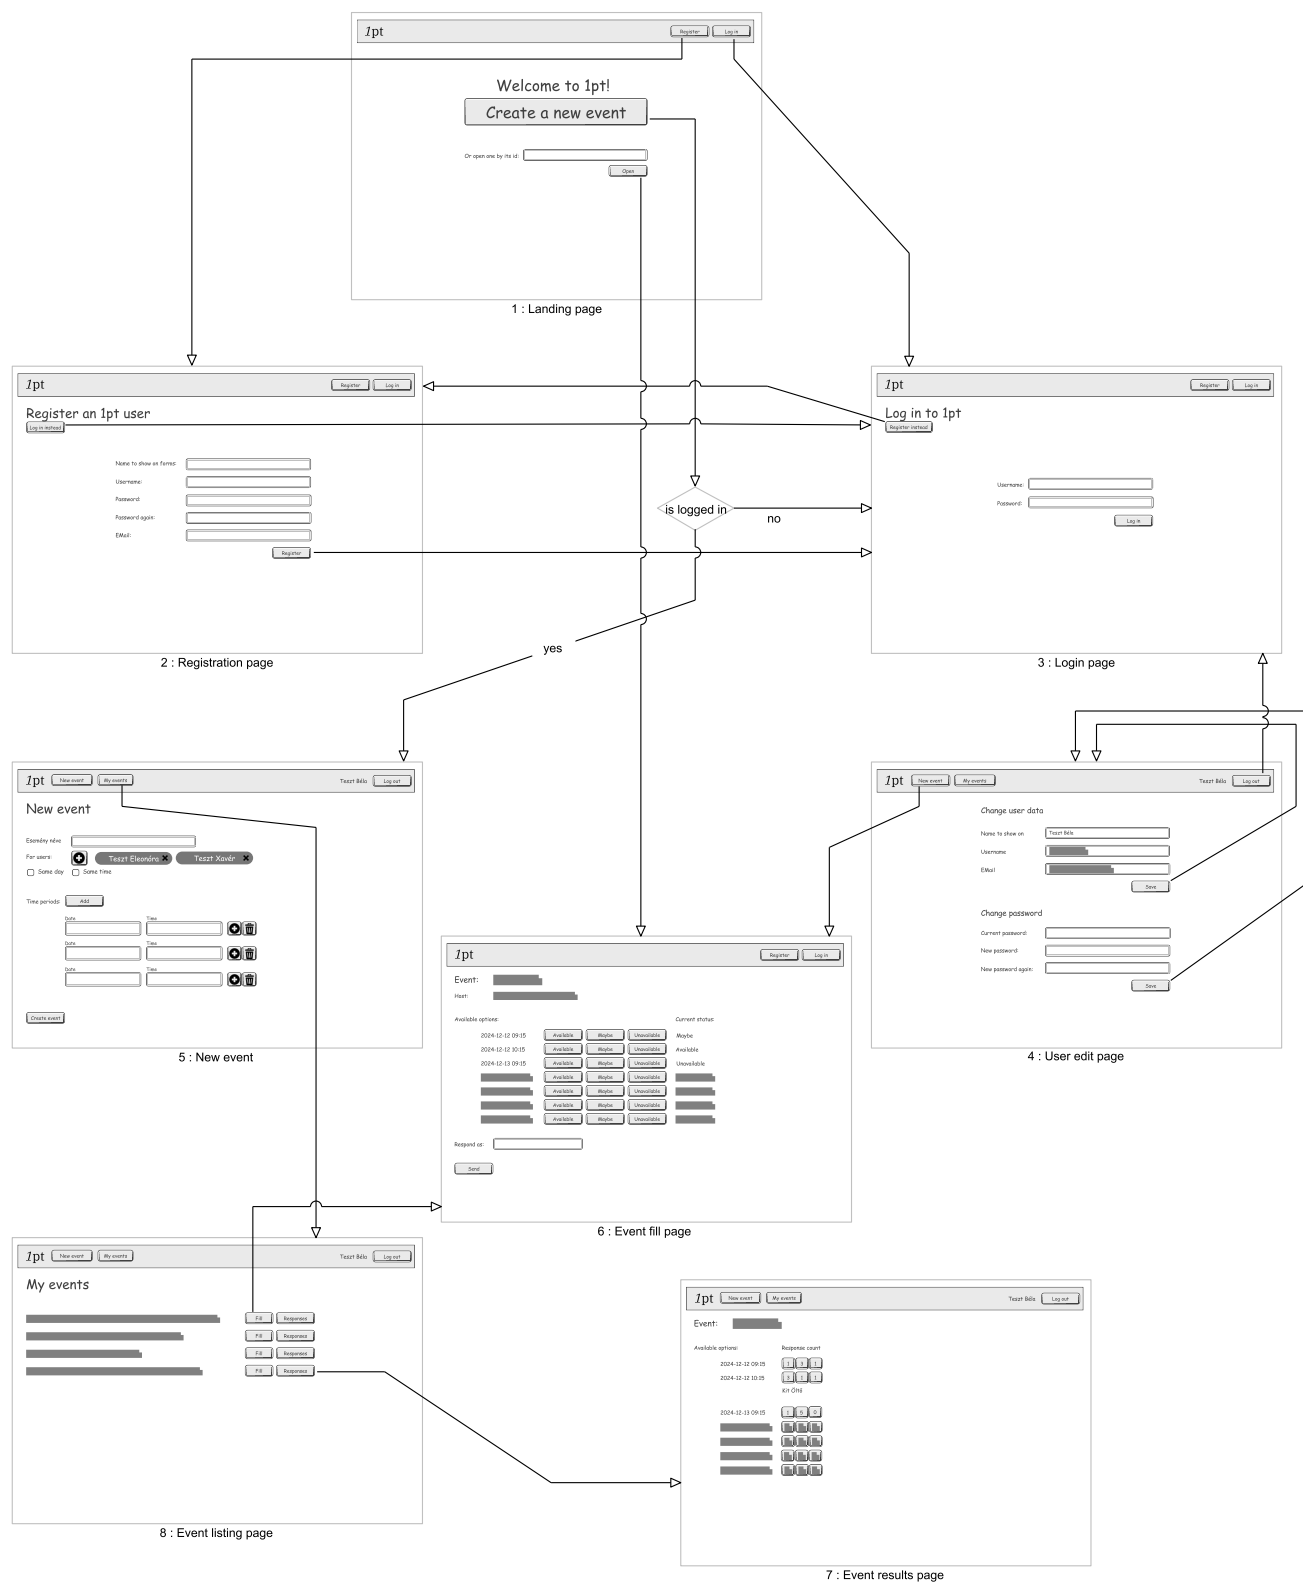 1pt
Register
Log in
Welcome to 1pt!
Create a new event
Or open one by its id:
Open
1 : Landing page
1pt
Register
Log in
Register an 1pt user
Log in instead
Name to show on forms:
Username:
Password:
Password again:
EMail:
Register
2 : Registration page
is logged in
no
yes
1pt
Register
Log in
Log in to 1pt
Register instead
Username:
Password:
Log in
3 : Login page
1pt
New event
My events
Teszt Béla
Log out
New event
Esemény néve
For users:
Teszt Eleonóra
Teszt Xavér
Same day
Same time
Time periods:
Add
Date
Time
Date
Time
Date
Time
Create event
5 : New event
1pt
New event
My events
Teszt Béla
Log out
Change user data
Name to show on
Teszt Béla
Username
EMail
Save
Change password
Current password:
New password:
New password again:
Save
4 : User edit page
1pt
Register
Log in
Event:
Host:
Available options:
Current status:
2024-12-12 09:15 Available Maybe Unavailable Maybe
2024-12-12 10:15 Available Maybe Unavailable Available
2024-12-13 09:15 Available Maybe Unavailable Unavailable
Available Maybe Unavailable
Available Maybe Unavailable
Available Maybe Unavailable
Available Maybe Unavailable
Respond as:
Send
6 : Event fill page
1pt
New event
My events
Teszt Béla
Log out
My events
Fill Responses
Fill Responses
Fill Responses
Fill Responses
8 : Event listing page
1pt
New event
My events
Teszt Béla
Log out
Event:
Available options:
Response count
2024-12-12 09:15 1 3 1
2024-12-12 10:15 3 1 1
Kit Ottó
2024-12-13 09:15 1 5 0
7 : Event results page